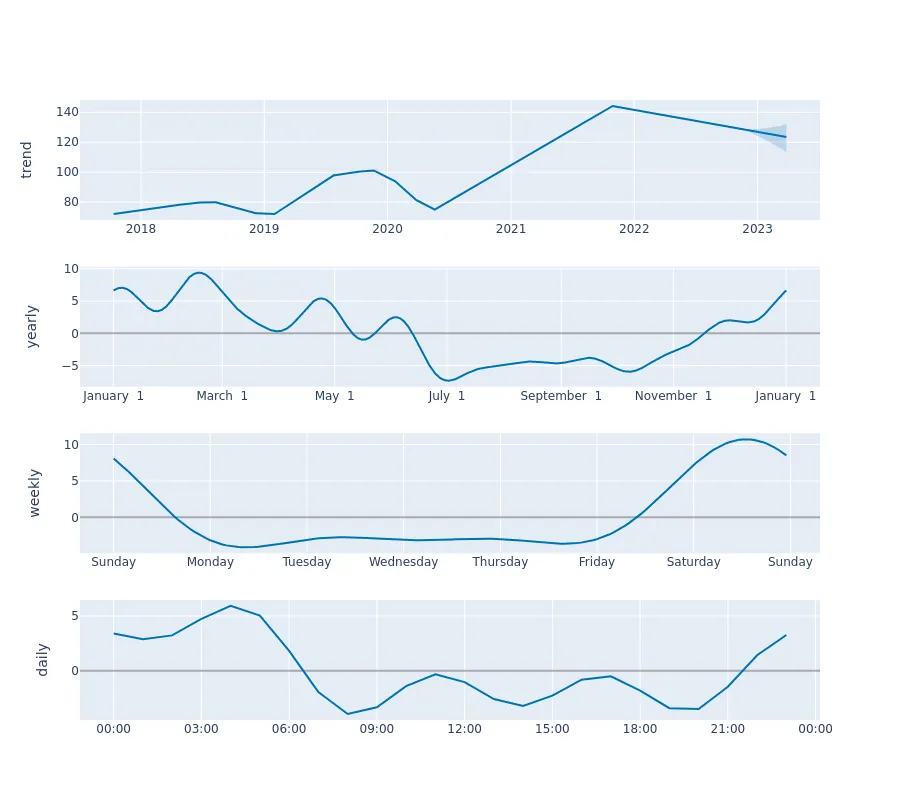 trend
140
120
100
80
2018 2019 2020 2021 2022 2023
yearly
10
5
0
−5
January 1 March 1 May 1 July 1 September 1 November 1 January 1
weekly
10
5
0
Sunday Monday Tuesday Wednesday Thursday Friday Saturday Sunday
daily
5
0
00:00 03:00 06:00 09:00 12:00 15:00 18:00 21:00 00:00